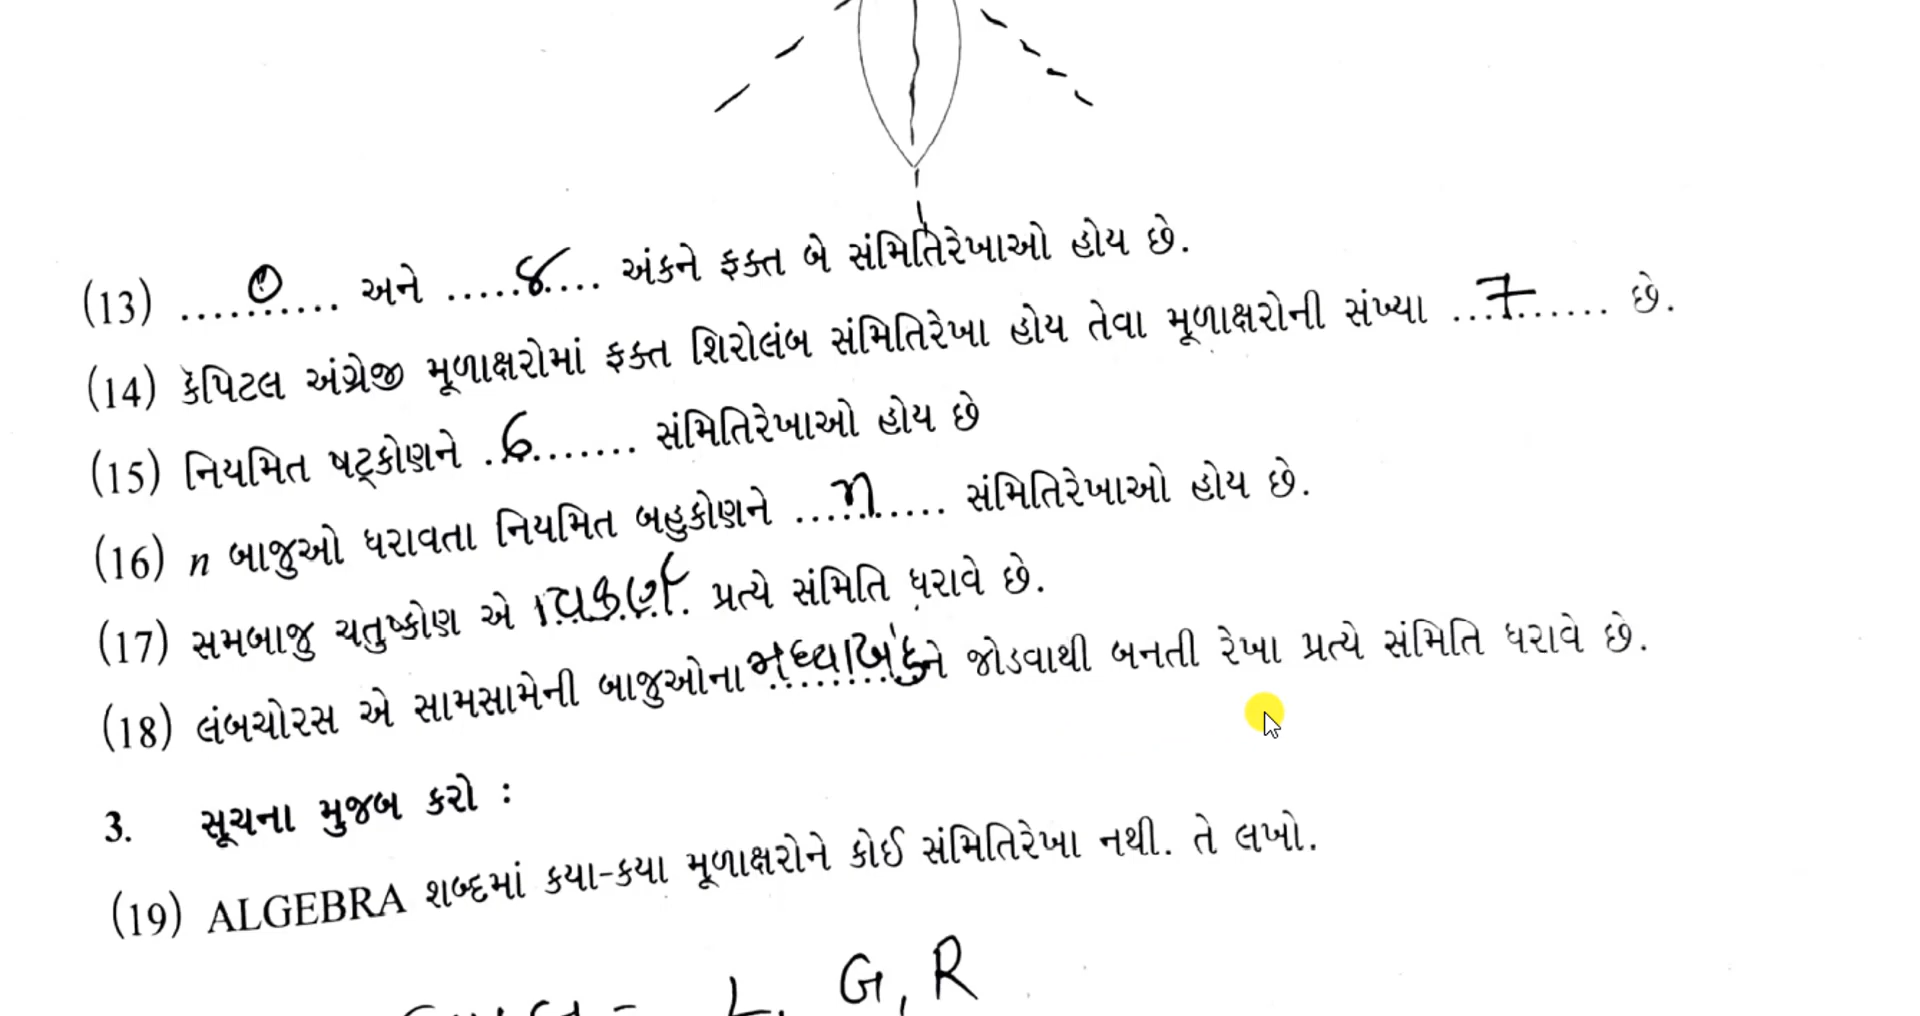 (13) .....0..... અને .....8.... અંકને ફક્ત બે સંમિતિરેખાઓ હોય છે.
(14) કૅપિટલ અંગ્રેજી મૂળાક્ષરોમાં ફક્ત શિરોલંબ સંમિતિરેખા હોય તેવા મૂળાક્ષરોની સંખ્યા ...7...... છે.
(15) નિયમિત ષટ્કોણને ..6....... સંમિતિરેખાઓ હોય છે
(16) n બાજુઓ ધરાવતા નિયમિત બહુકોણને ....n..... સંમિતિરેખાઓ હોય છે.
(17) સમબાજુ ચતુષ્કોણ એ વિકર્ણ પ્રત્યે સંમિતિ ધરાવે છે.
(18) લંબચોરસ એ સામસામેની બાજુઓના મધ્યબિંદુને જોડવાથી બનતી રેખા પ્રત્યે સંમિતિ ધરાવે છે.
3. સૂચના મુજબ કરો :
(19) ALGEBRA શબ્દમાં કયા-કયા મૂળાક્ષરોને કોઈ સંમિતિરેખા નથી. તે લખો.
L, G, R